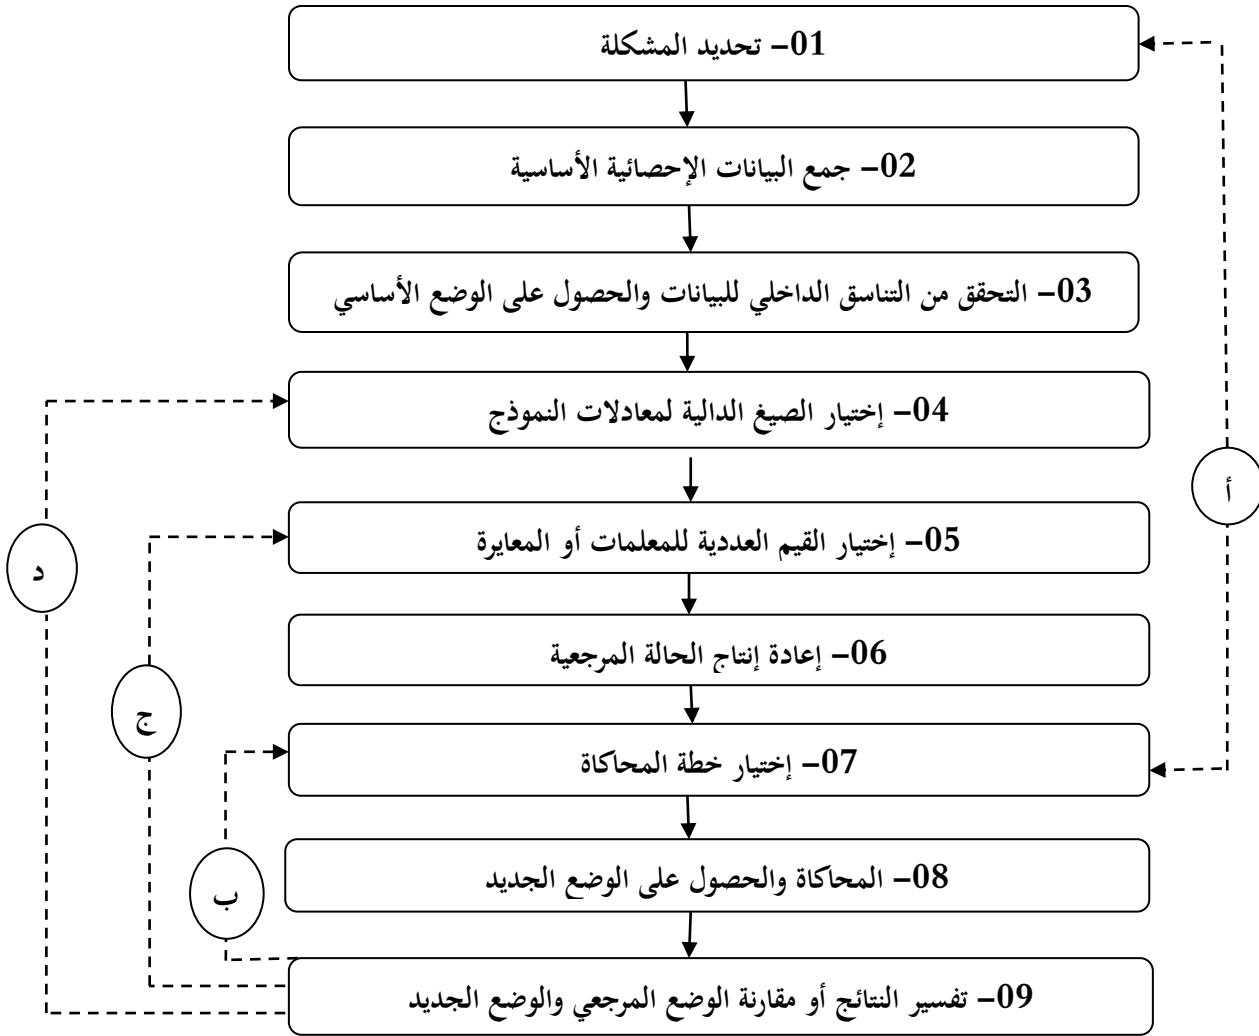 01– تحديد المشكلة
02– جمع البيانات الإحصائية الأساسية
03– التحقق من التناسق الداخلي للبيانات والحصول على الوضع الأساسي
04– إختيار الصيغ الدالية لمعادلات النموذج
أ
05– إختيار القيم العددية للمعلمات أو المعايرة
د
06– إعادة إنتاج الحالة المرجعية
ج
07– إختيار خطة المحاكاة
08– المحاكاة والحصول على الوضع الجديد
ب
09– تفسير النتائج أو مقارنة الوضع المرجعي والوضع الجديد